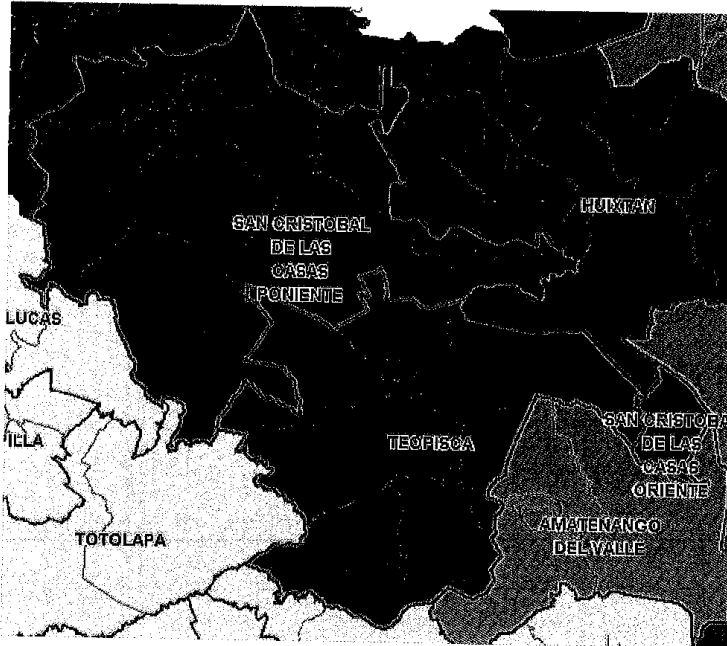 HUIXTAN
SAN CRISTOBAL
DE LAS
CASAS
PONIENTE
LUCAS
ILLA
TEOPISCA
SAN CRISTOBA
DE LAS
CASAS
ORIENTE
TOTOLAPA
AMATENANGO
DEL VALLE